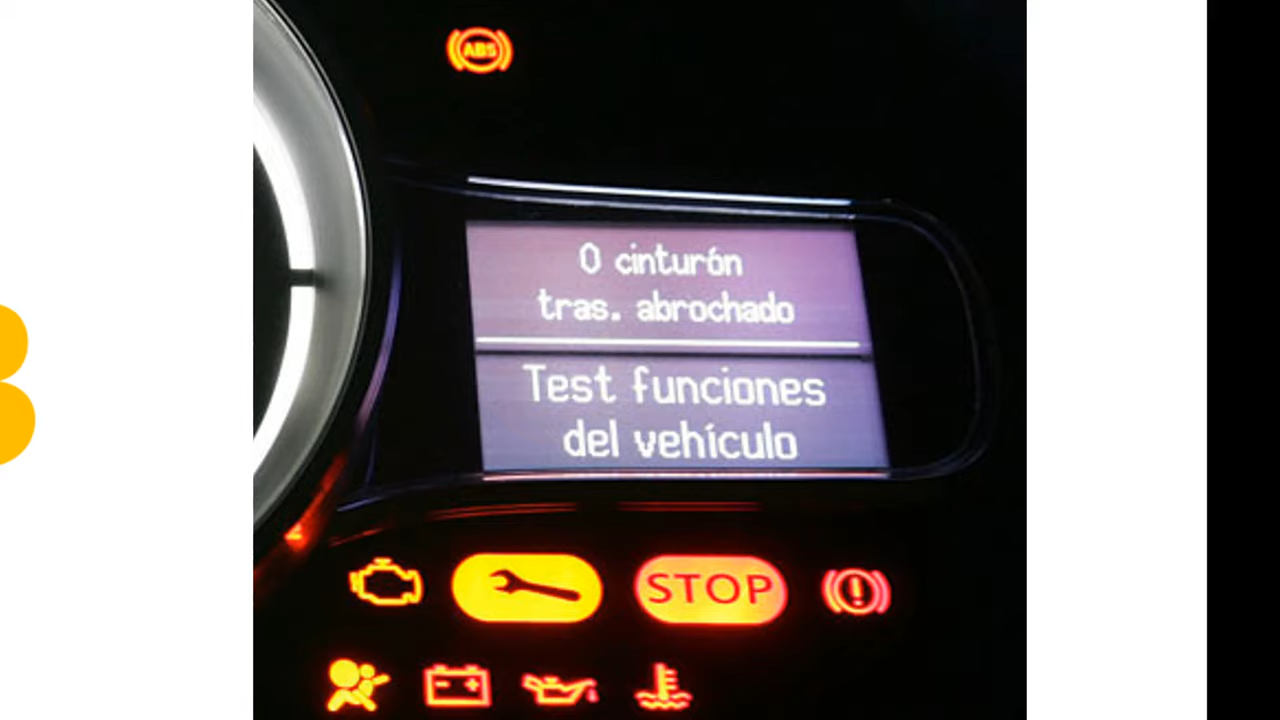 ABS
0 cinturón
tras. abrochado
Test funciones
del vehículo
STOP